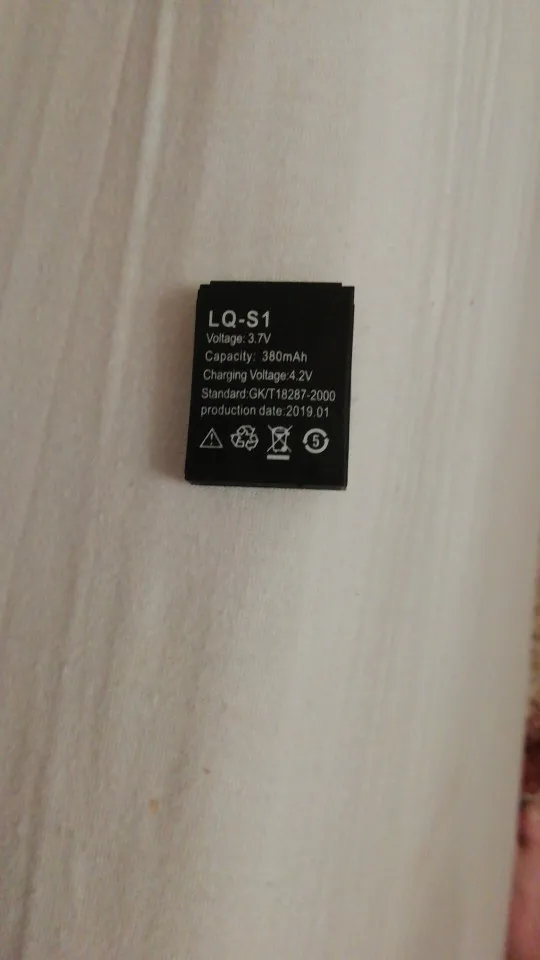 LQ-S1
Voltage: 3.7V
Capacity: 380mAh
Charging Voltage:4.2V
Standard:GK/T18287-2000
production date:2019.01
5